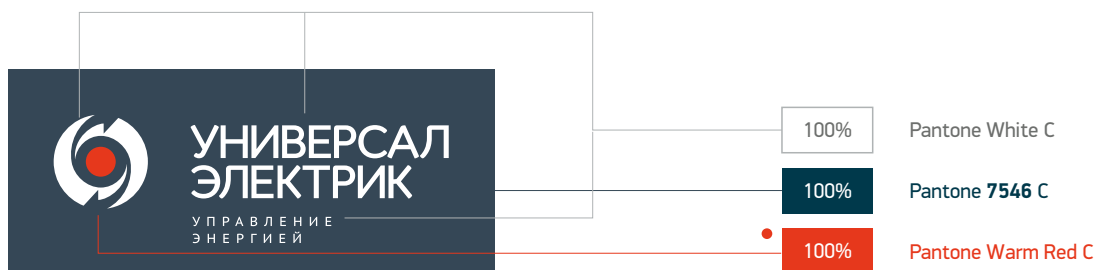 УНИВЕРСАЛ
ЭЛЕКТРИК
УПРАВЛЕНИЕ
ЭНЕРГИЕЙ
100% Pantone White C
100% Pantone 7546 C
100% Pantone Warm Red C